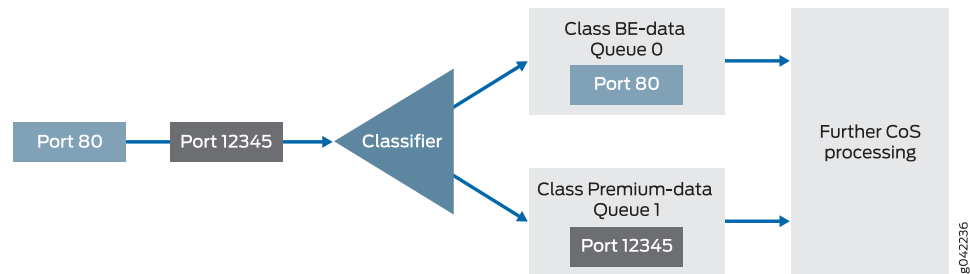 Port 80
Port 12345
Classifier
Class BE-data
Queue 0
Port 80
Class Premium-data
Queue 1
Port 12345
Further CoS
processing
g042236